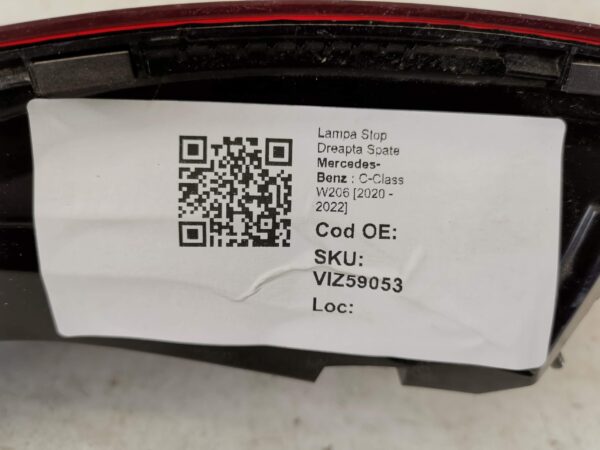 Lampa Stop
Dreapta Spate
Mercedes-
Benz : C-Class
W206 [2020 -
2022]
Cod OE:
SKU:
VIZ59053
Loc: